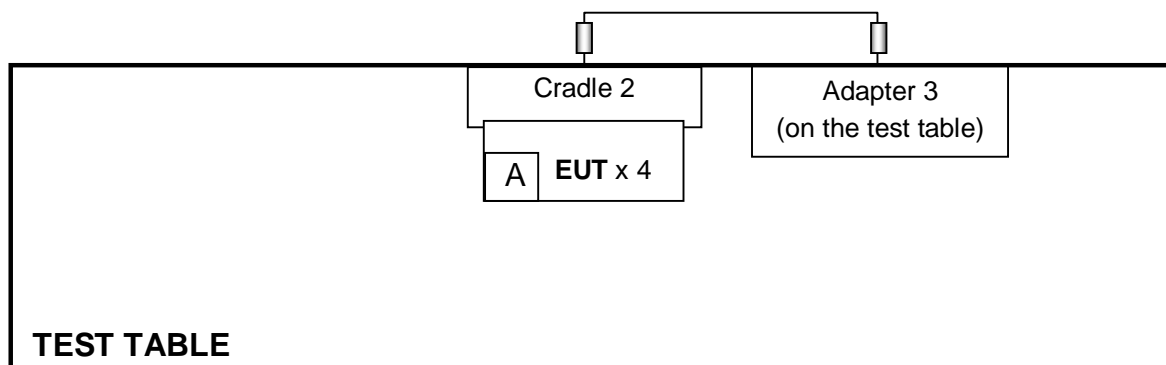 Cradle 2
Adapter 3
(on the test table)
A
EUT x 4
TEST TABLE